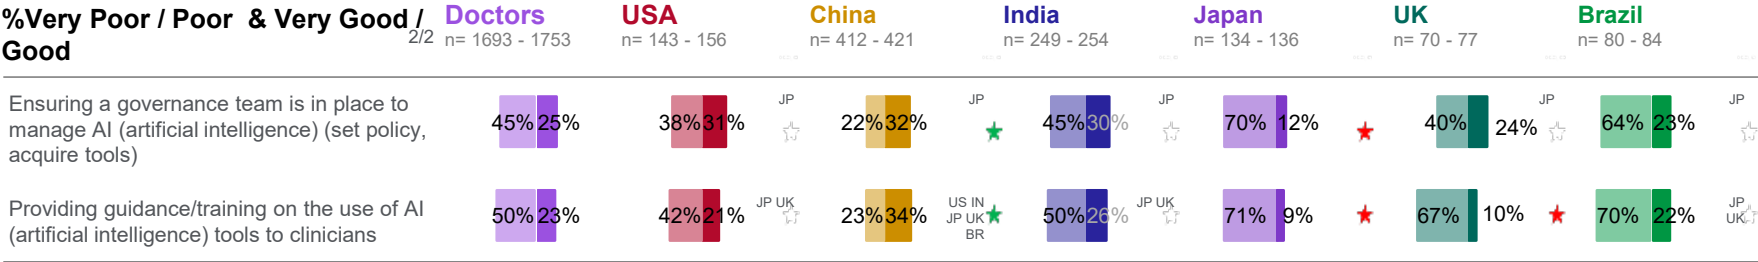 %Very Poor / Poor & Very Good /
Good
2/2
Doctors
n= 1693 - 1753
USA
n= 143 - 156
China
n= 412 - 421
India
n= 249 - 254
Japan
n= 134 - 136
UK
n= 70 - 77
Brazil
n= 80 - 84
Ensuring a governance team is in place to
manage AI (artificial intelligence) (set policy,
acquire tools)
45% 25%
38% 31%
JP
22% 32%
JP
45% 30%
JP
70% 12%
40% 24%
JP
64% 23%
JP
Providing guidance/training on the use of AI
(artificial intelligence) tools to clinicians
50% 23%
42% 21%
JP UK
23% 34%
US IN
JP UK
BR
50% 26%
JP UK
71% 9%
67% 10%
70% 22%
JP
UK